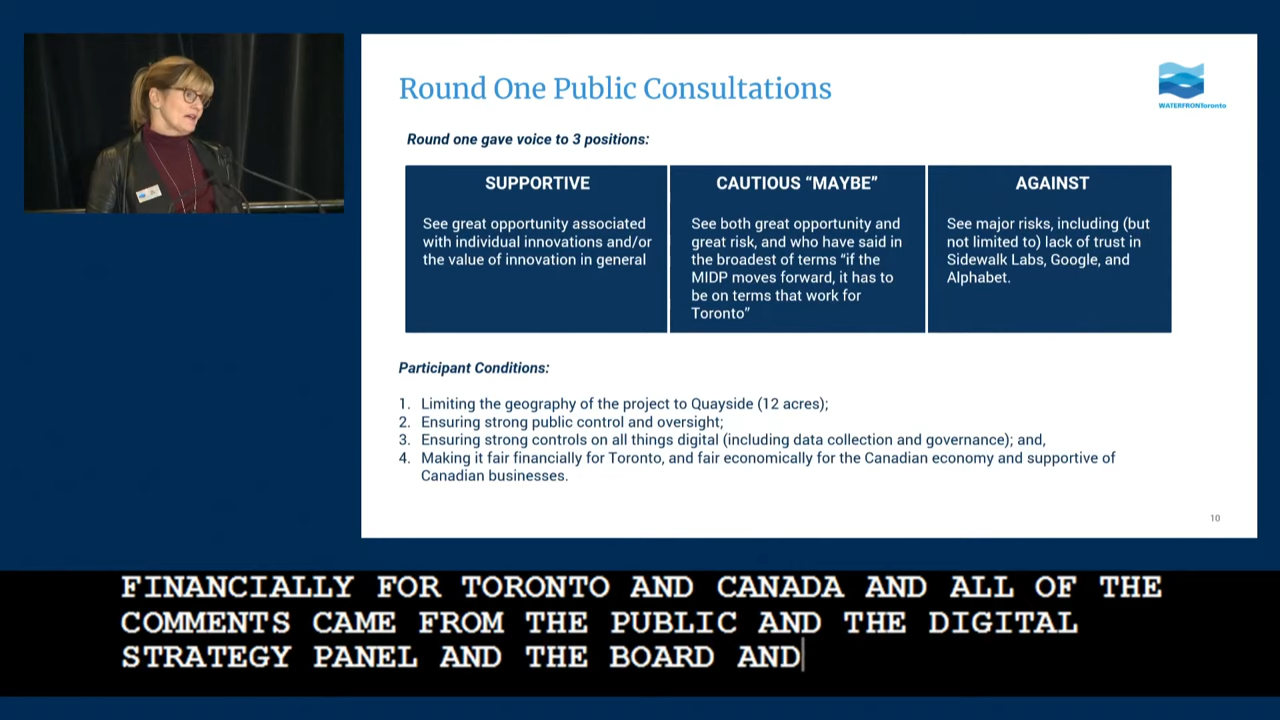 Round One Public Consultations
WATERFRONToronto
Round one gave voice to 3 positions:
SUPPORTIVE
See great opportunity associated
with individual innovations and/or
the value of innovation in general
CAUTIOUS “MAYBE”
See both great opportunity and
great risk, and who have said in
the broadest of terms “if the
MIDP moves forward, it has to
be on terms that work for
Toronto”
AGAINST
See major risks, including (but
not limited to) lack of trust in
Sidewalk Labs, Google, and
Alphabet.
Participant Conditions:
1. Limiting the geography of the project to Quayside (12 acres);
2. Ensuring strong public control and oversight;
3. Ensuring strong controls on all things digital (including data collection and governance); and,
4. Making it fair financially for Toronto, and fair economically for the Canadian economy and supportive of
Canadian businesses.
10
FINANCIALLY FOR TORONTO AND CANADA AND ALL OF THE
COMMENTS CAME FROM THE PUBLIC AND THE DIGITAL
STRATEGY PANEL AND THE BOARD AND